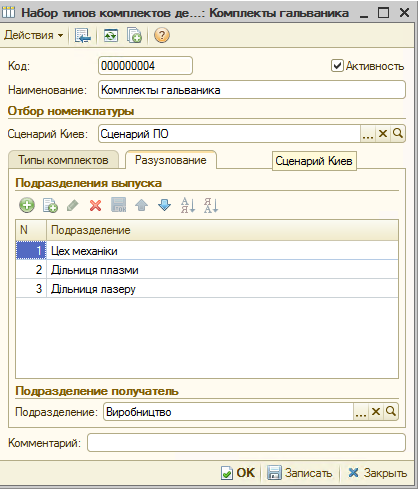 Набор типов комплектов де...: Комплекты гальваника
Действия
Код: 000000004 Активность
Наименование: Комплекты гальваника
Отбор номенклатуры
Сценарий Киев: Сценарий ПО
Типы комплектов Разузлование Сценарий Киев
Подразделения выпуска
N Подразделение
1 Цех механіки
2 Дільниця плазми
3 Дільниця лазеру
Подразделение получатель
Подразделение: Виробництво
Комментарий:
OK Записать Закрыть